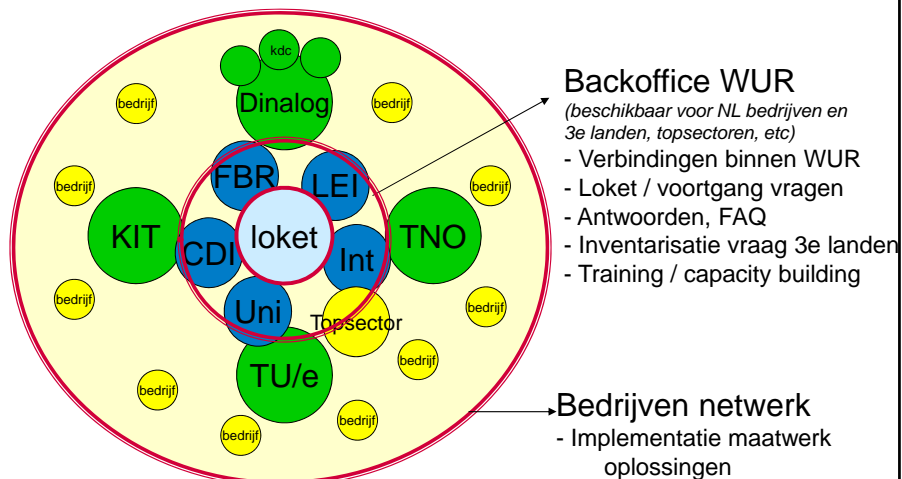 kdc
Dinalog
bedrijf
bedrijf
FBR
LEI
bedrijf
bedrijf
KIT
CDI
loket
Int
TNO
Uni
Topsector
bedrijf
bedrijf
TU/e
bedrijf
bedrijf
bedrijf
bedrijf
Backoffice WUR
(beschikbaar voor NL bedrijven en
3e landen, topsectoren, etc)
- Verbindingen binnen WUR
- Loket / voortgang vragen
- Antwoorden, FAQ
- Inventarisatie vraag 3e landen
- Training / capacity building
Bedrijven netwerk
- Implementatie maatwerk
oplossingen